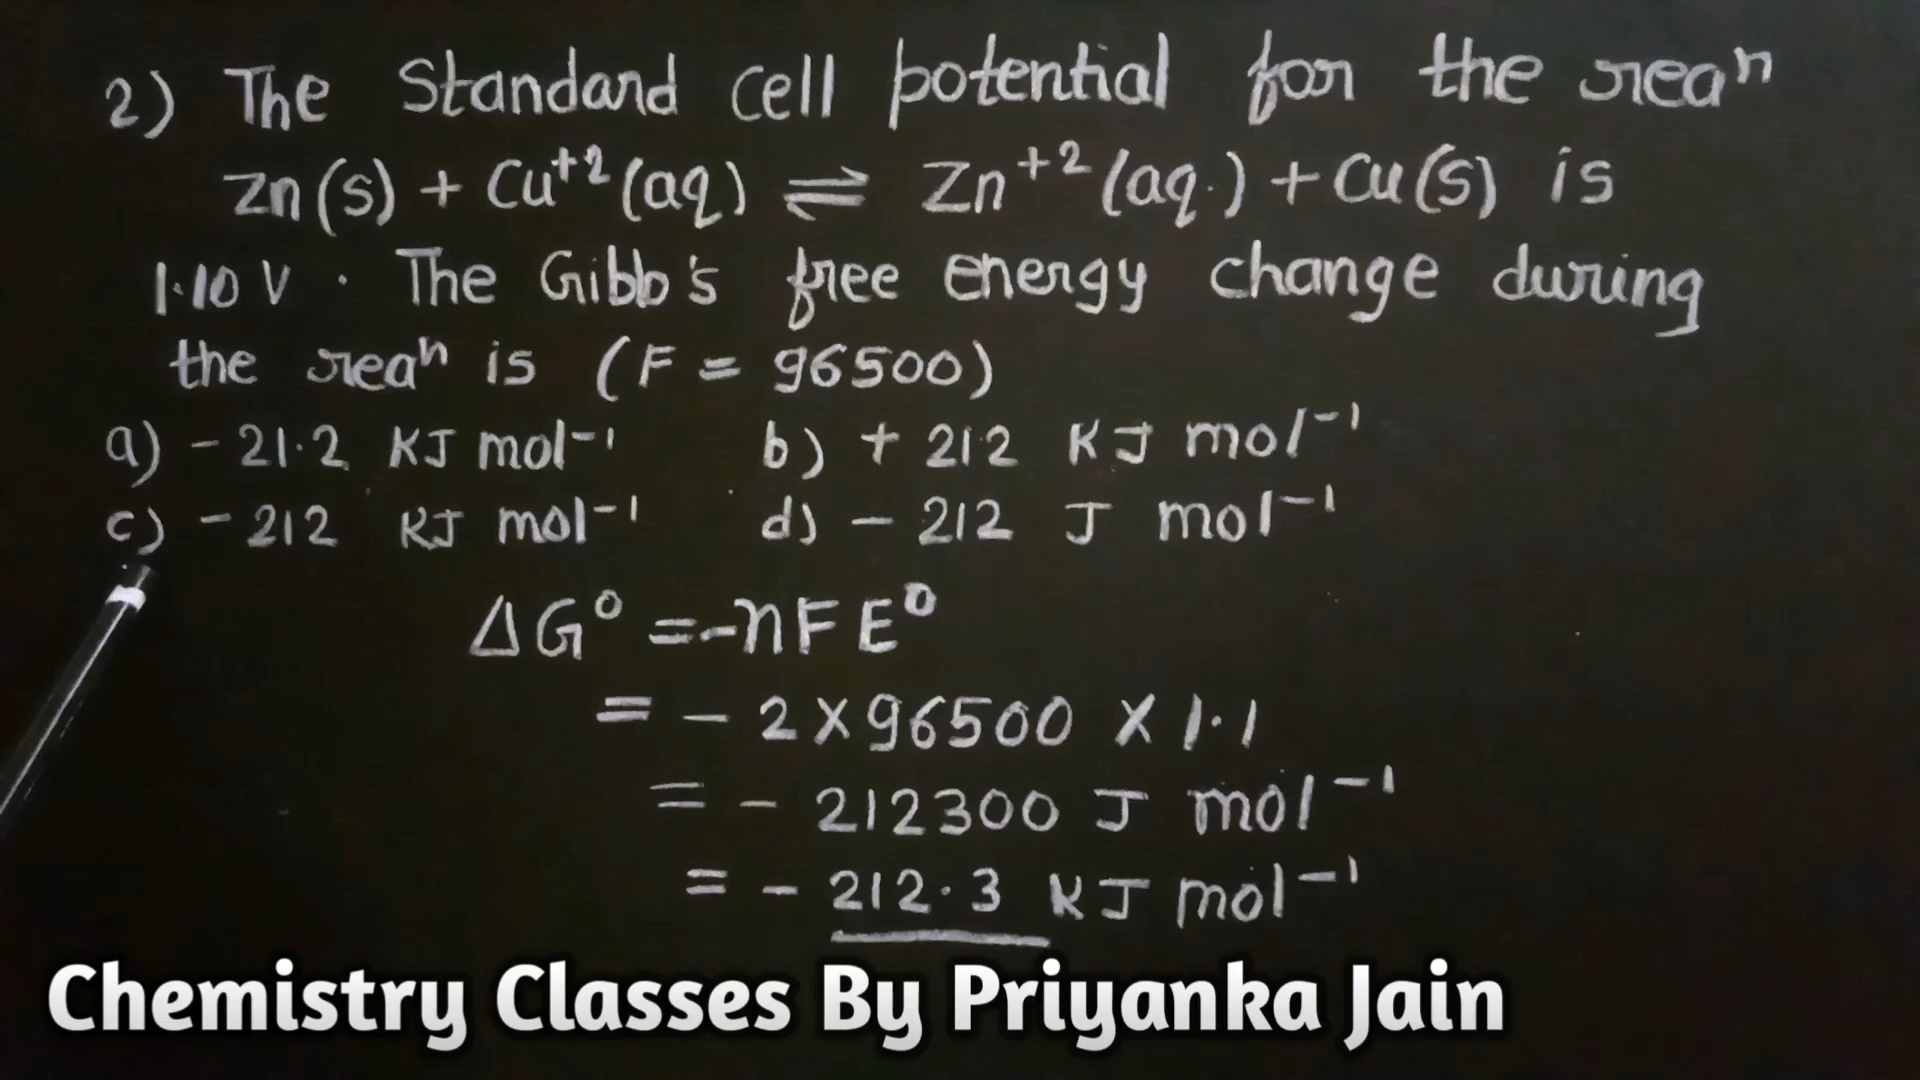 2) The Standard cell potential for the reaⁿ
Zn(s) + Cu⁺²(aq) ⇌ Zn⁺²(aq.) + Cu(s) is
1.10 V . The Gibb's free energy change during
the reaⁿ is (F = 96500)
a) - 21.2 KJ mol⁻¹ b) + 212 KJ mol⁻¹
c) - 212 KJ mol⁻¹ d) - 212 J mol⁻¹
ΔG⁰ = -nFE⁰
= - 2 × 96500 × 1.1
= - 212300 J mol⁻¹
= - 212.3 KJ mol⁻¹
Chemistry Classes By Priyanka Jain